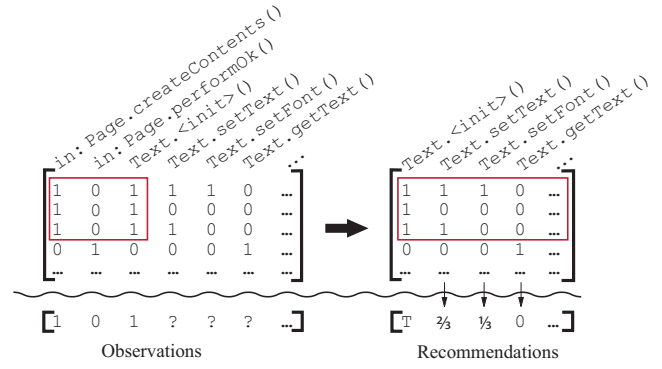 in: Page.createContents()
in: Page.performOk()
Text.<init>()
Text.setText()
Text.setFont()
Text.getText()
...
Text.<init>()
Text.setText()
Text.setFont()
Text.getText()
...
1 0 1 1 1 0 ... 1 1 1 0 ...
1 0 1 0 0 0 ... 1 0 0 0 ...
1 0 1 1 0 0 ... 1 1 0 0 ...
0 1 0 0 0 1 ... 0 0 0 1 ...
... ... ... ... ... ... ... ... ... ... ... ...
1 0 1 ? ? ? ... T ⅔ ⅓ 0 ...
Observations Recommendations